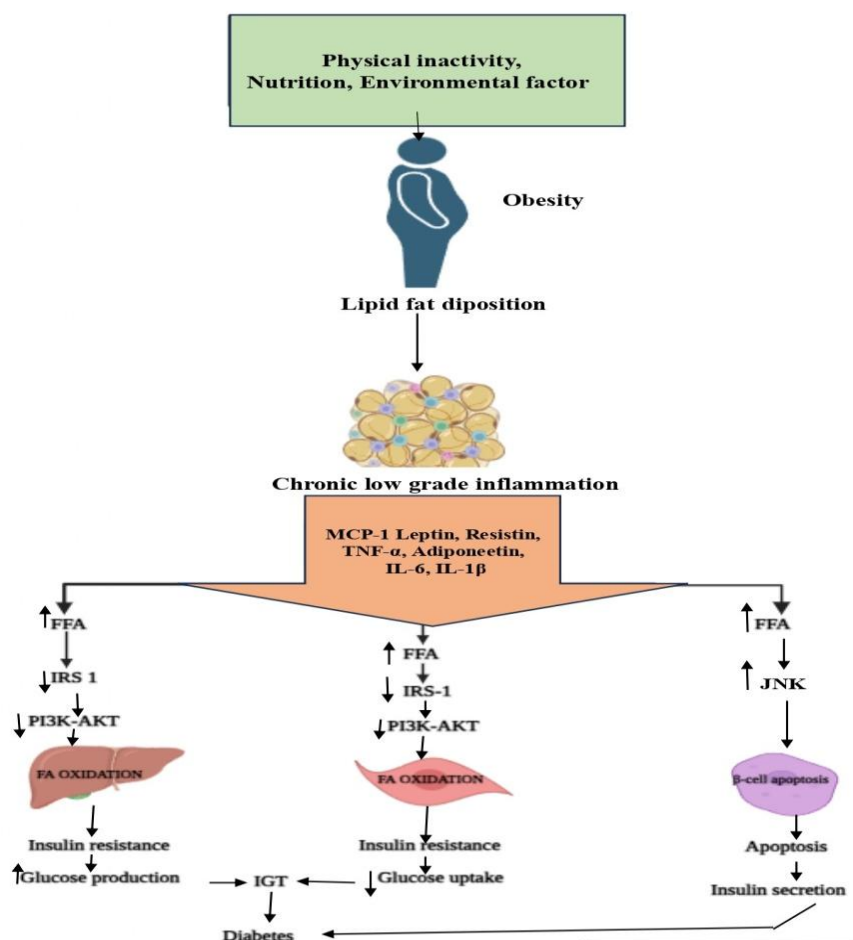 Physical inactivity,
Nutrition, Environmental factor
Obesity
Lipid fat diposition
Chronic low grade inflammation
MCP-1 Leptin, Resistin,
TNF-α, Adiponeetin,
IL-6, IL-1β
FFA
IRS 1
PI3K-AKT
FA OXIDATION
Insulin resistance
Glucose production
FFA
IRS-1
PI3K-AKT
FA OXIDATION
Insulin resistance
Glucose uptake
IGT
Diabetes
FFA
JNK
β-cell apoptosis
Apoptosis
Insulin secretion